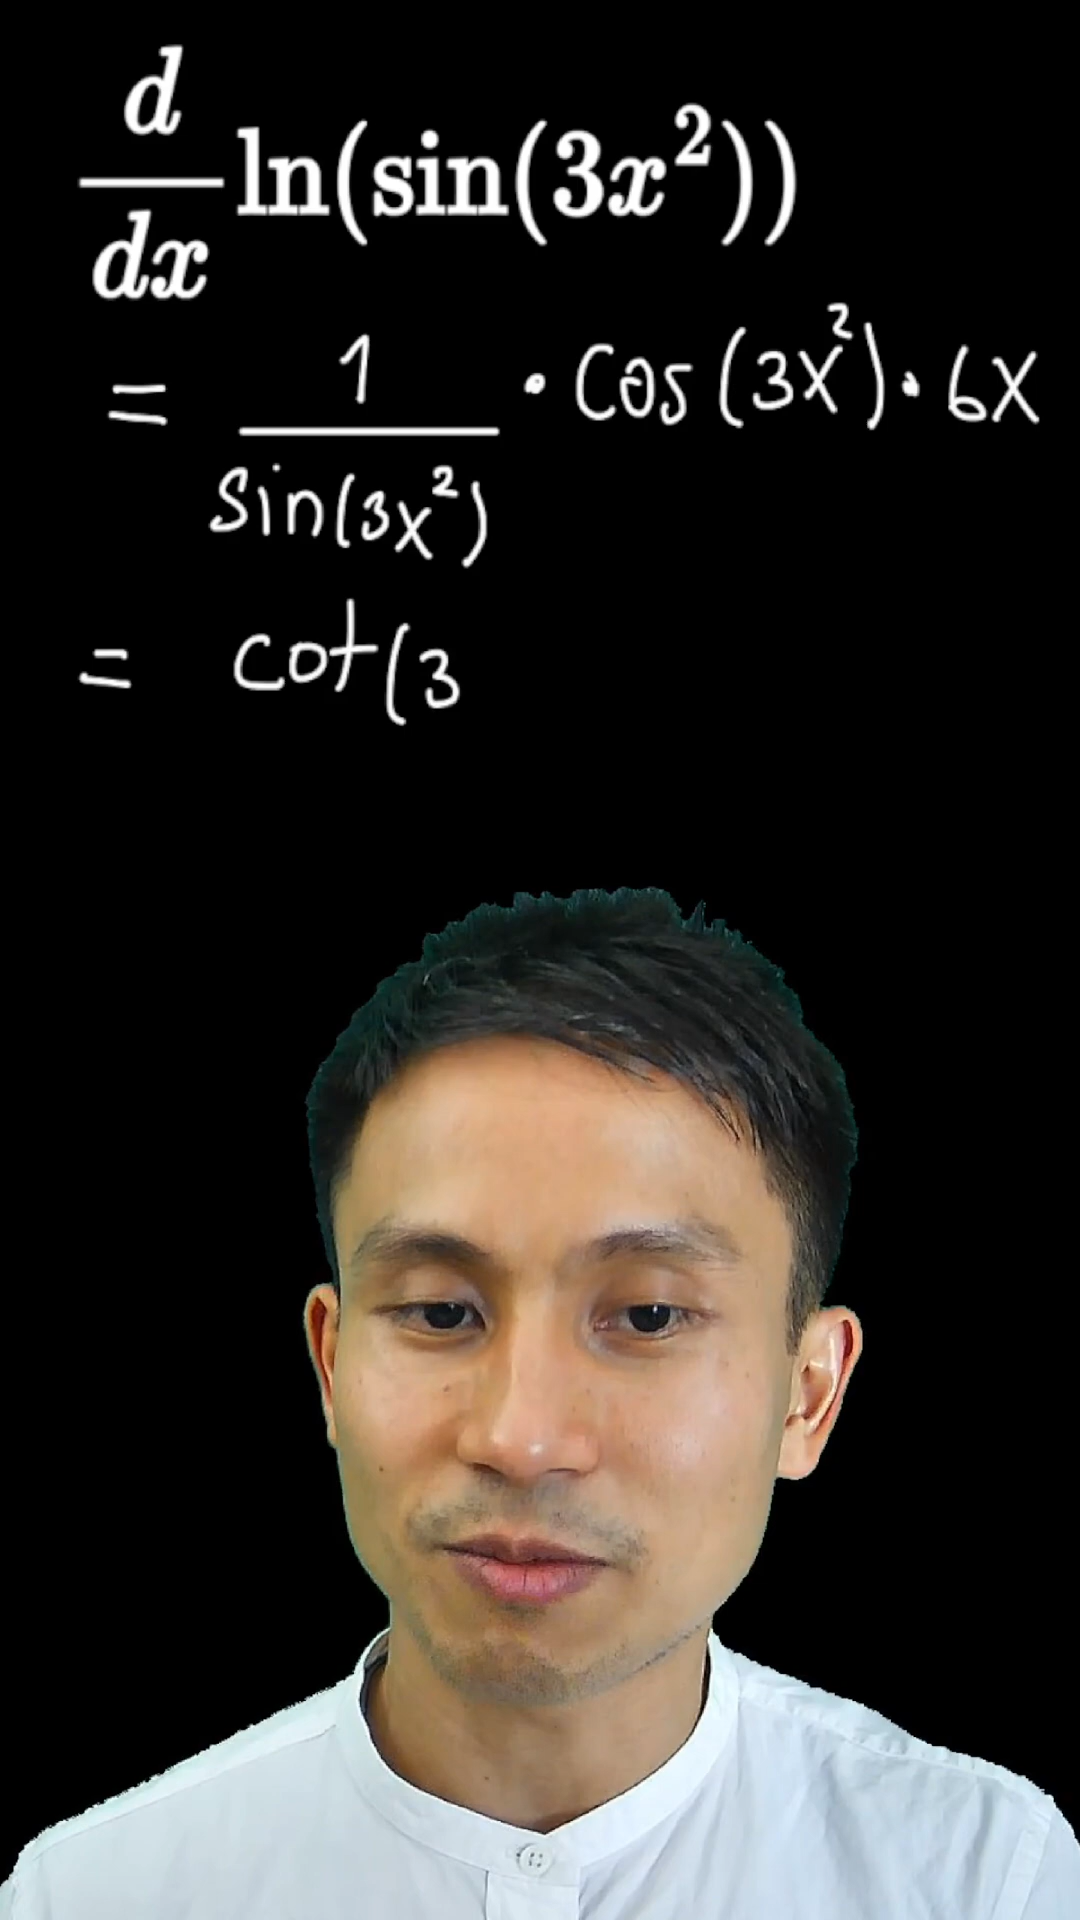 d/dx ln(sin(3x²))
= 1/sin(3x²) · cos(3x²) · 6x
= cot(3